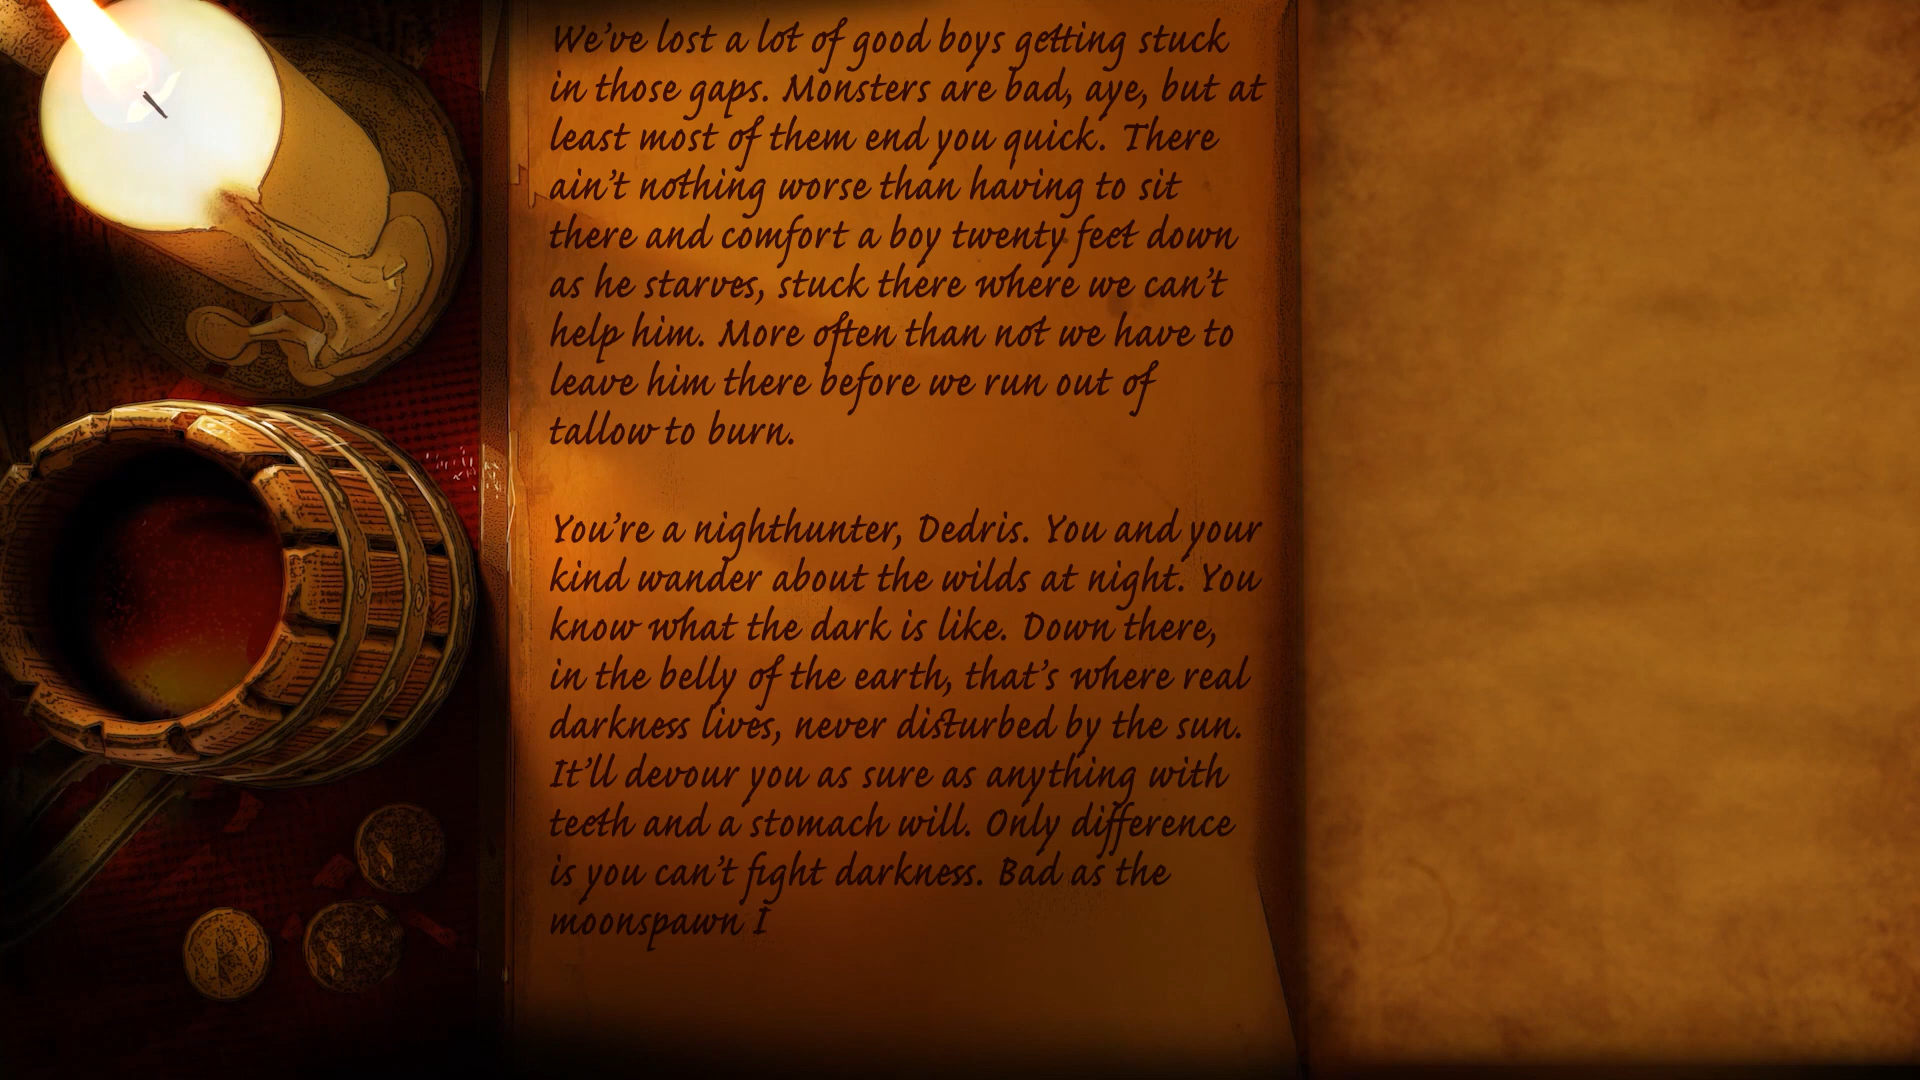 We've lost a lot of good boys getting stuck
in those gaps. Monsters are bad, aye, but at
least most of them end you quick. There
ain't nothing worse than having to sit
there and comfort a boy twenty feet down
as he starves, stuck there where we can't
help him. More often than not we have to
leave him there before we run out of
tallow to burn.

You're a nighthunter, Dedris. You and your
kind wander about the wilds at night. You
know what the dark is like. Down there,
in the belly of the earth, that's where real
darkness lives, never disturbed by the sun.
It'll devour you as sure as anything with
teeth and a stomach will. Only difference
is you can't fight darkness. Bad as the
moonspawn I